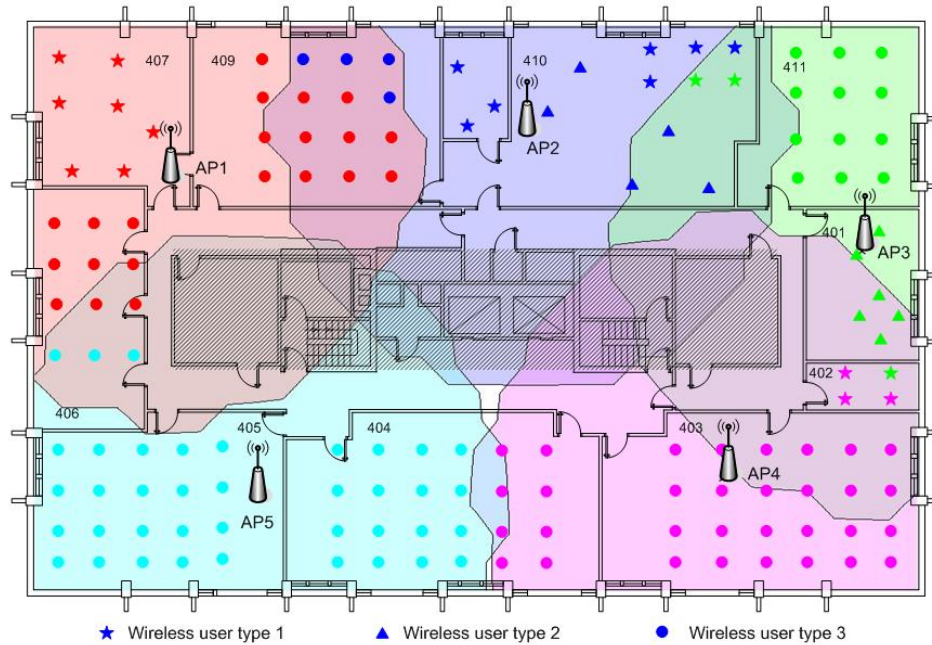 407
409
410
411
AP1
AP2
401
AP3
402
406
405
404
403
AP4
AP5
Wireless user type 1
Wireless user type 2
Wireless user type 3